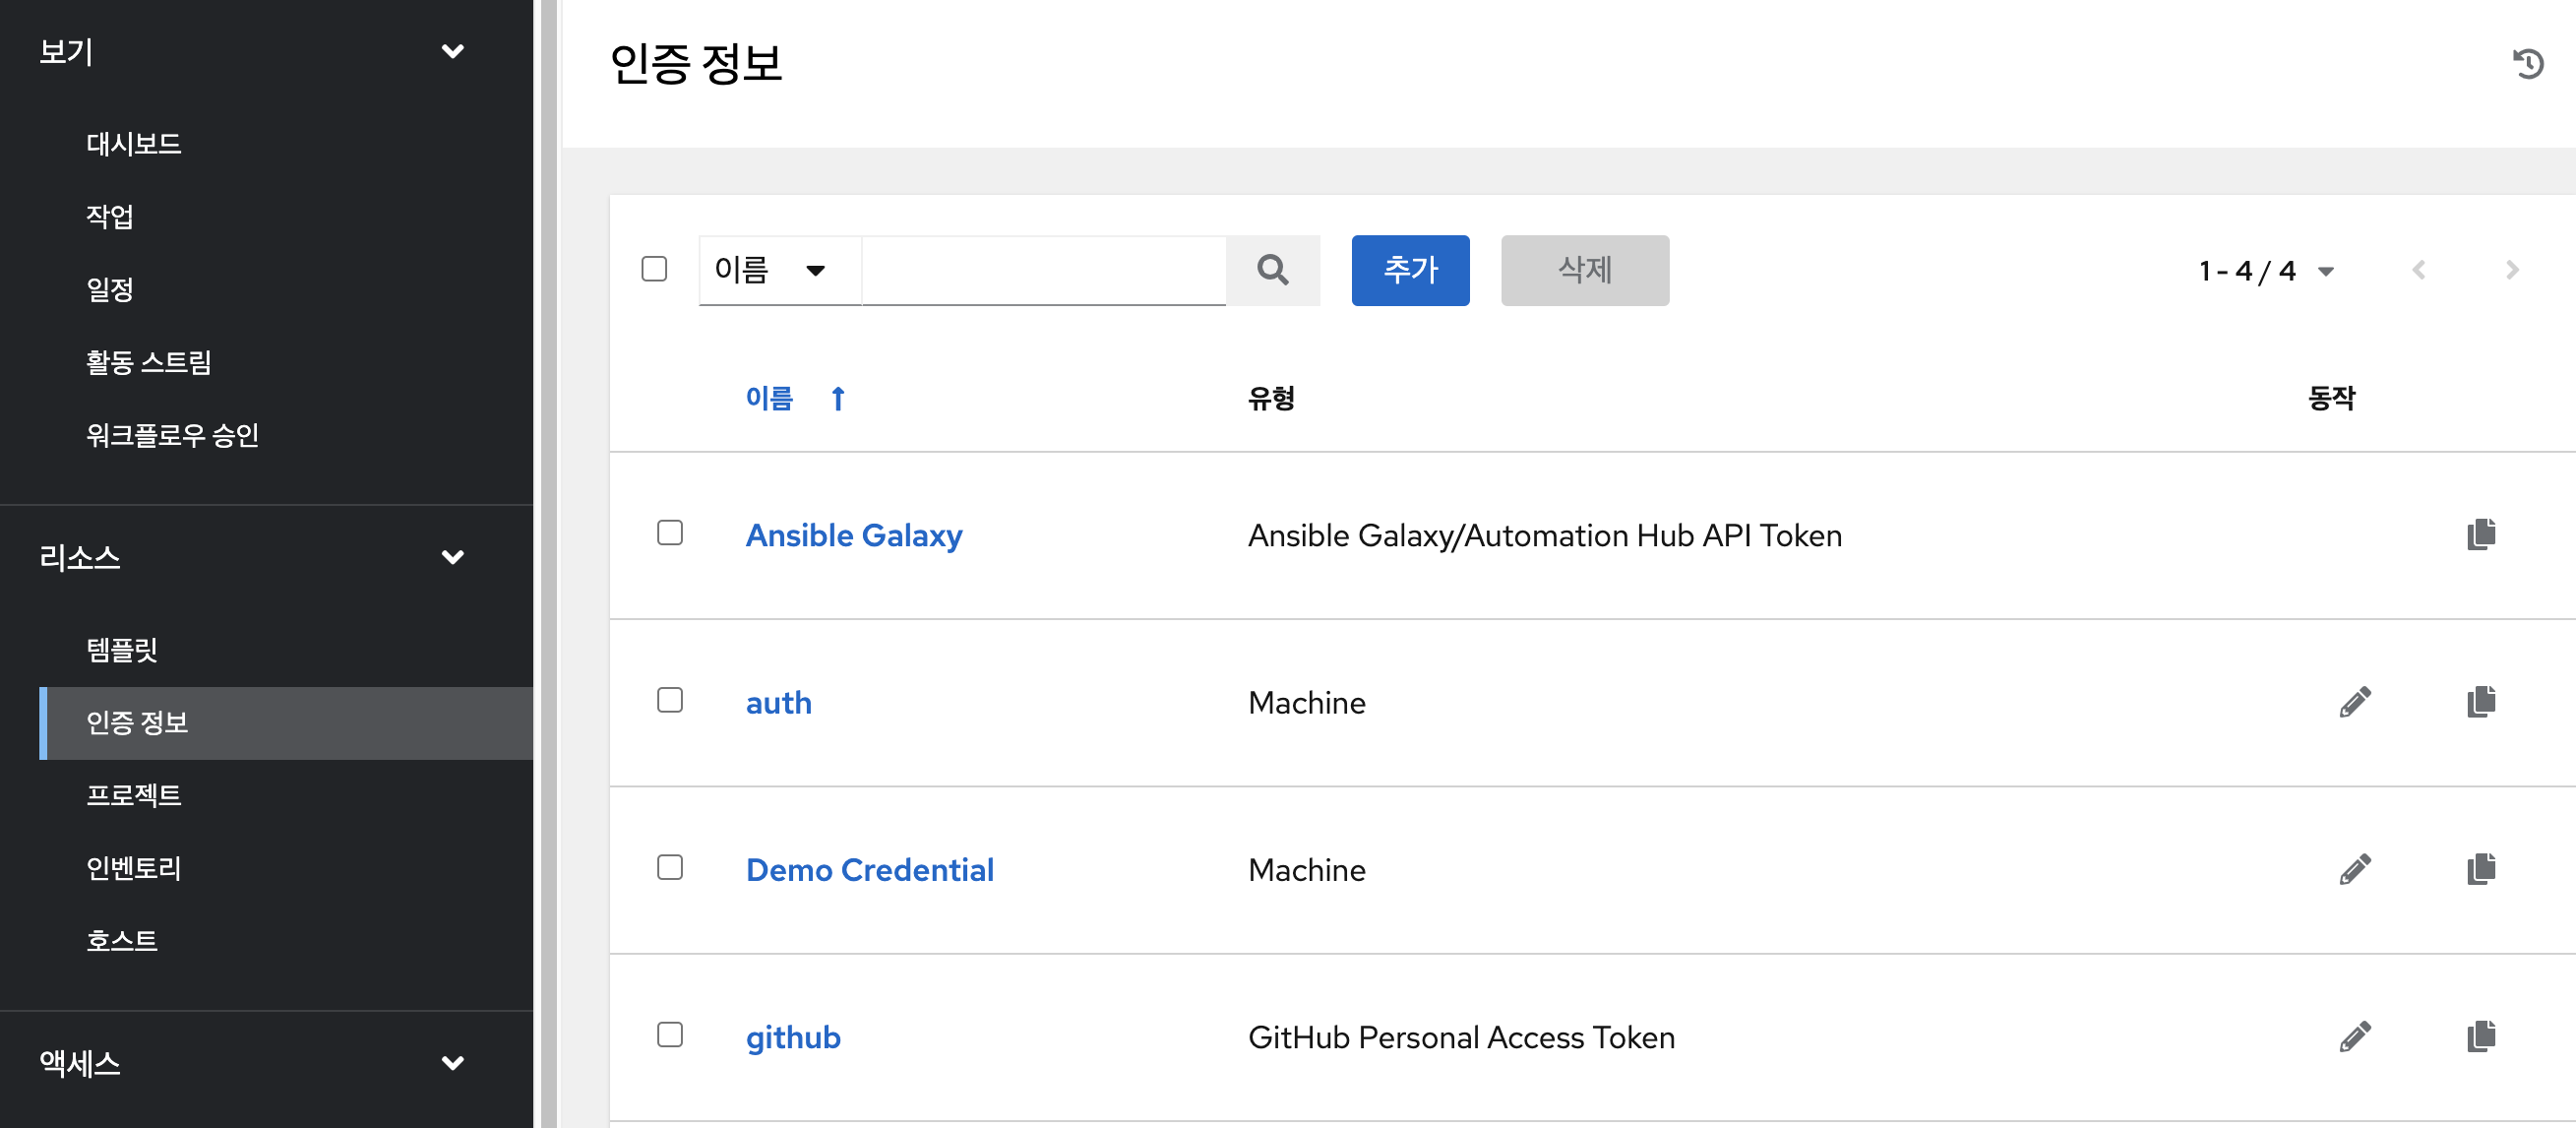 보기
대시보드
작업
일정
활동 스트림
워크플로우 승인
리소스
템플릿
인증 정보
프로젝트
인벤토리
호스트
액세스
인증 정보
이름 추가 삭제 1 - 4 / 4
이름 유형 동작
Ansible Galaxy Ansible Galaxy/Automation Hub API Token
auth Machine
Demo Credential Machine
github GitHub Personal Access Token